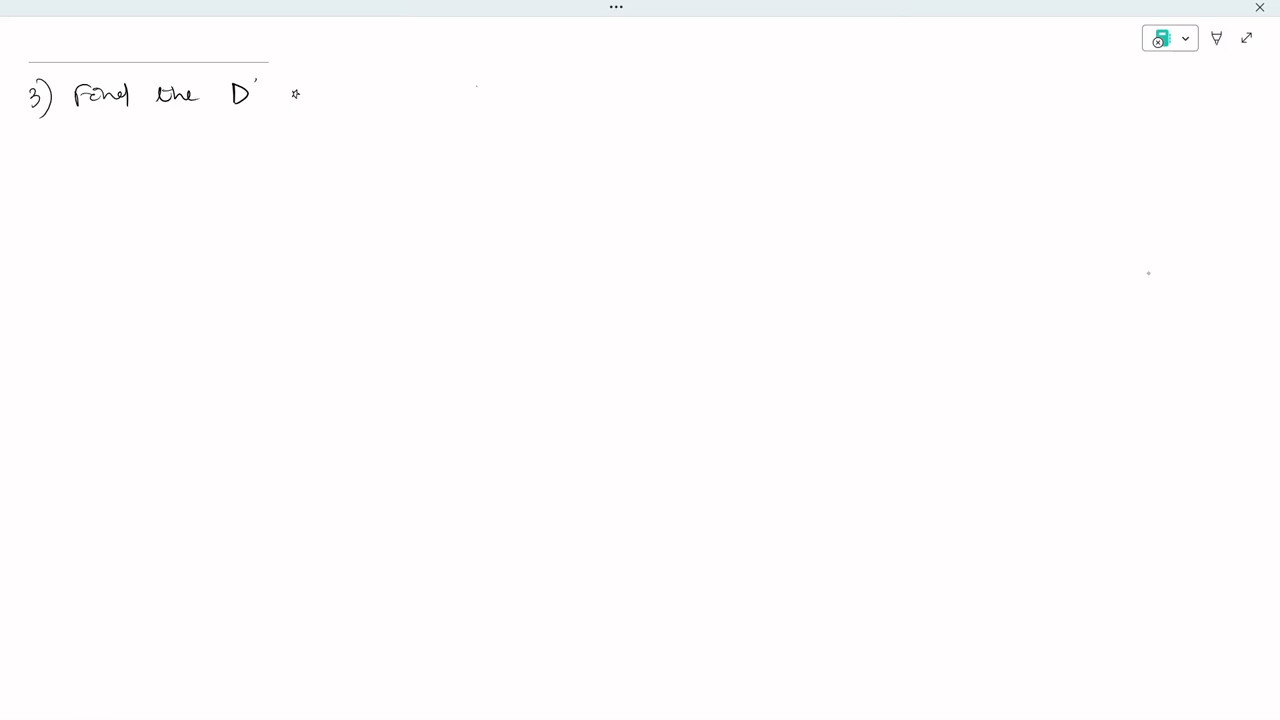 3) Find the D' *